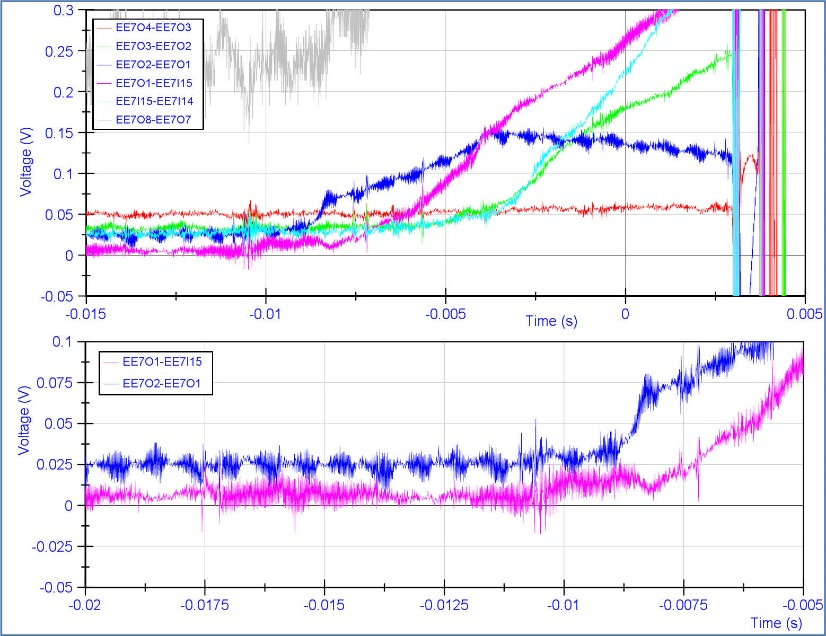 0.3
0.25
0.2
0.15
0.1
0.05
0
-0.05
Voltage (V)
EE7O4-EE7O3
EE7O3-EE7O2
EE7O2-EE7O1
EE7O1-EE7I15
EE7I15-EE7I14
EE7O8-EE7O7
-0.015
-0.01
-0.005
0
0.005
Time (s)
0.1
0.075
0.05
0.025
0
-0.025
-0.05
Voltage (V)
EE7O1-EE7I15
EE7O2-EE7O1
-0.02
-0.0175
-0.015
-0.0125
-0.01
-0.0075
-0.005
Time (s)